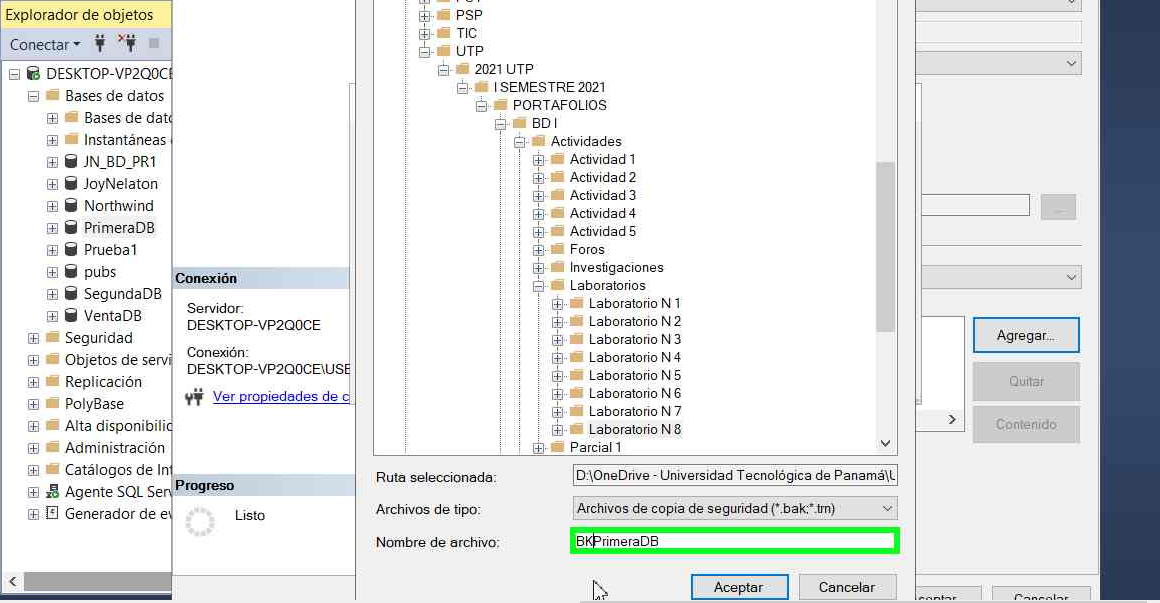 Explorador de objetos
Conectar
DESKTOP-VP2Q0CE
Bases de datos
Bases de dato
Instantáneas
JN_BD_PR1
JoyNelaton
Northwind
PrimeraDB
Prueba1
pubs
SegundaDB
VentaDB
Seguridad
Objetos de servi
Replicación
PolyBase
Alta disponibilid
Administración
Catálogos de Int
Agente SQL Serv
Generador de ev
Conexión
Servidor:
DESKTOP-VP2Q0CE
Conexión:
DESKTOP-VP2Q0CE\USE
Ver propiedades de c
Progreso
Listo
PSP
TIC
UTP
2021 UTP
I SEMESTRE 2021
PORTAFOLIOS
BD I
Actividades
Actividad 1
Actividad 2
Actividad 3
Actividad 4
Actividad 5
Foros
Investigaciones
Laboratorios
Laboratorio N 1
Laboratorio N 2
Laboratorio N 3
Laboratorio N 4
Laboratorio N 5
Laboratorio N 6
Laboratorio N 7
Laboratorio N 8
Parcial 1
Ruta seleccionada:
D:\OneDrive - Universidad Tecnológica de Panamá\U
Archivos de tipo:
Archivos de copia de seguridad (*.bak;*.trn)
Nombre de archivo:
BKPrimeraDB
Aceptar
Cancelar
...
Agregar...
Quitar
Contenido
Cancelar